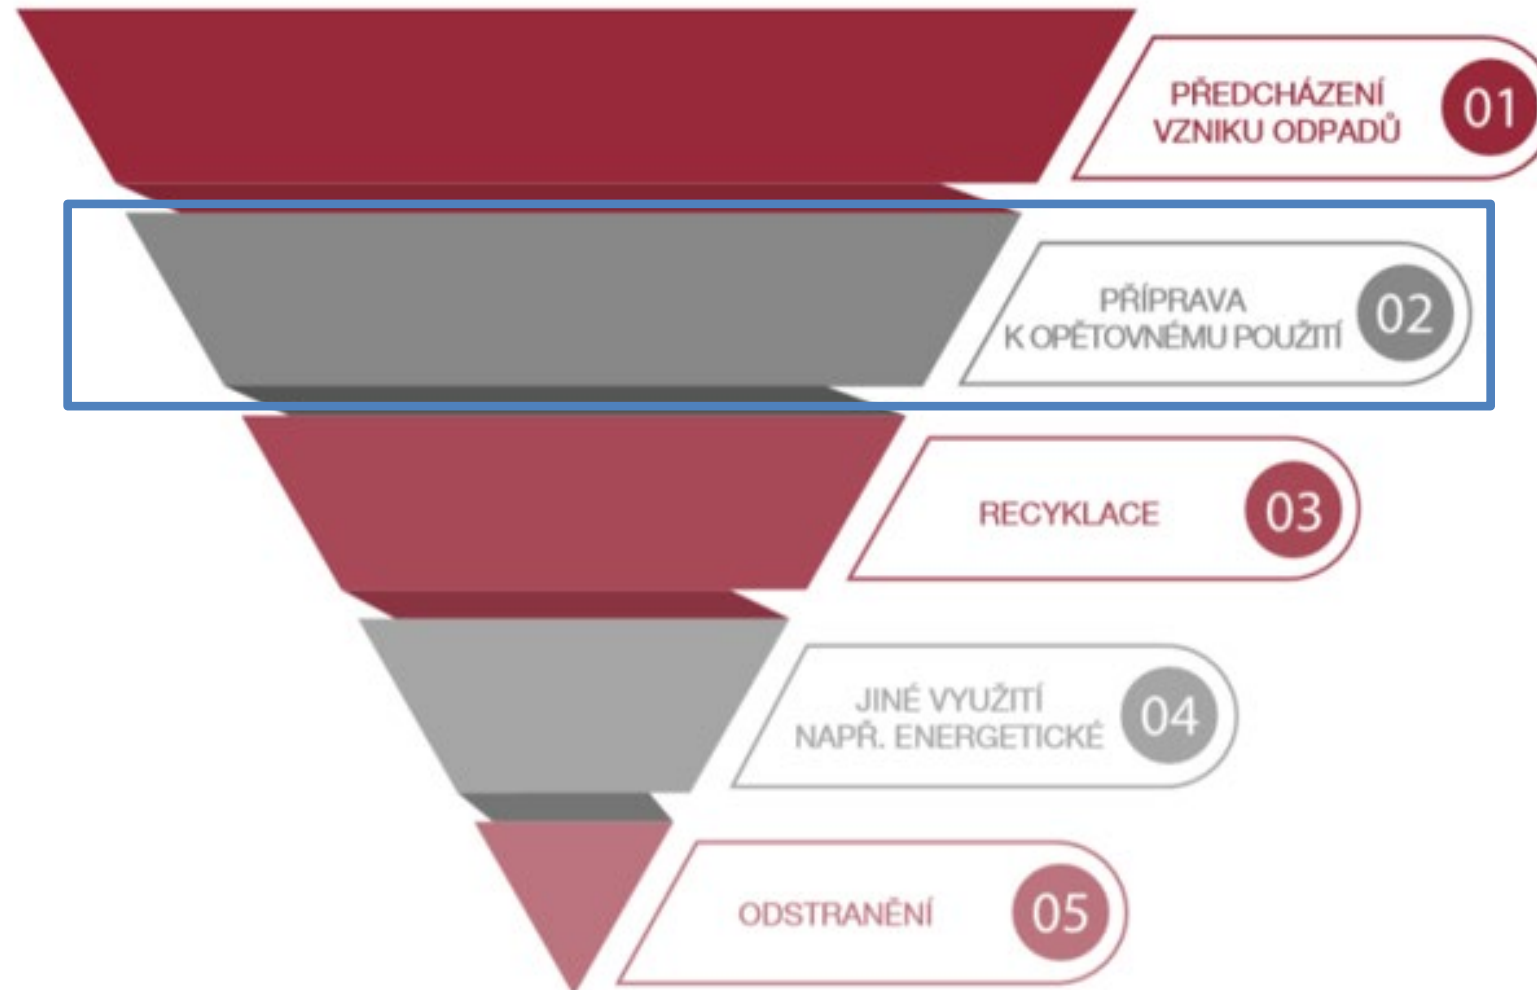 PŘEDCHÁZENÍ
VZNIKU ODPADŮ
01
PŘÍPRAVA
K OPĚTOVNÉMU POUŽITÍ
02
RECYKLACE
03
JINÉ VYUŽITÍ
NAPŘ. ENERGETICKÉ
04
ODSTRANĚNÍ
05